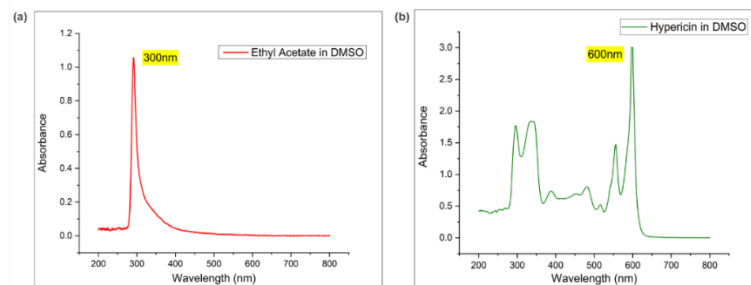 (a)
Ethyl Acetate in DMSO
300nm
Absorbance
1.2
1.0
0.8
0.6
0.4
0.2
0.0
200 300 400 500 600 700 800
Wavelength (nm)
(b)
Hypericin in DMSO
600nm
Absorbance
3.0
2.5
2.0
1.5
1.0
0.5
0.0
200 300 400 500 600 700 800
Wavelength (nm)